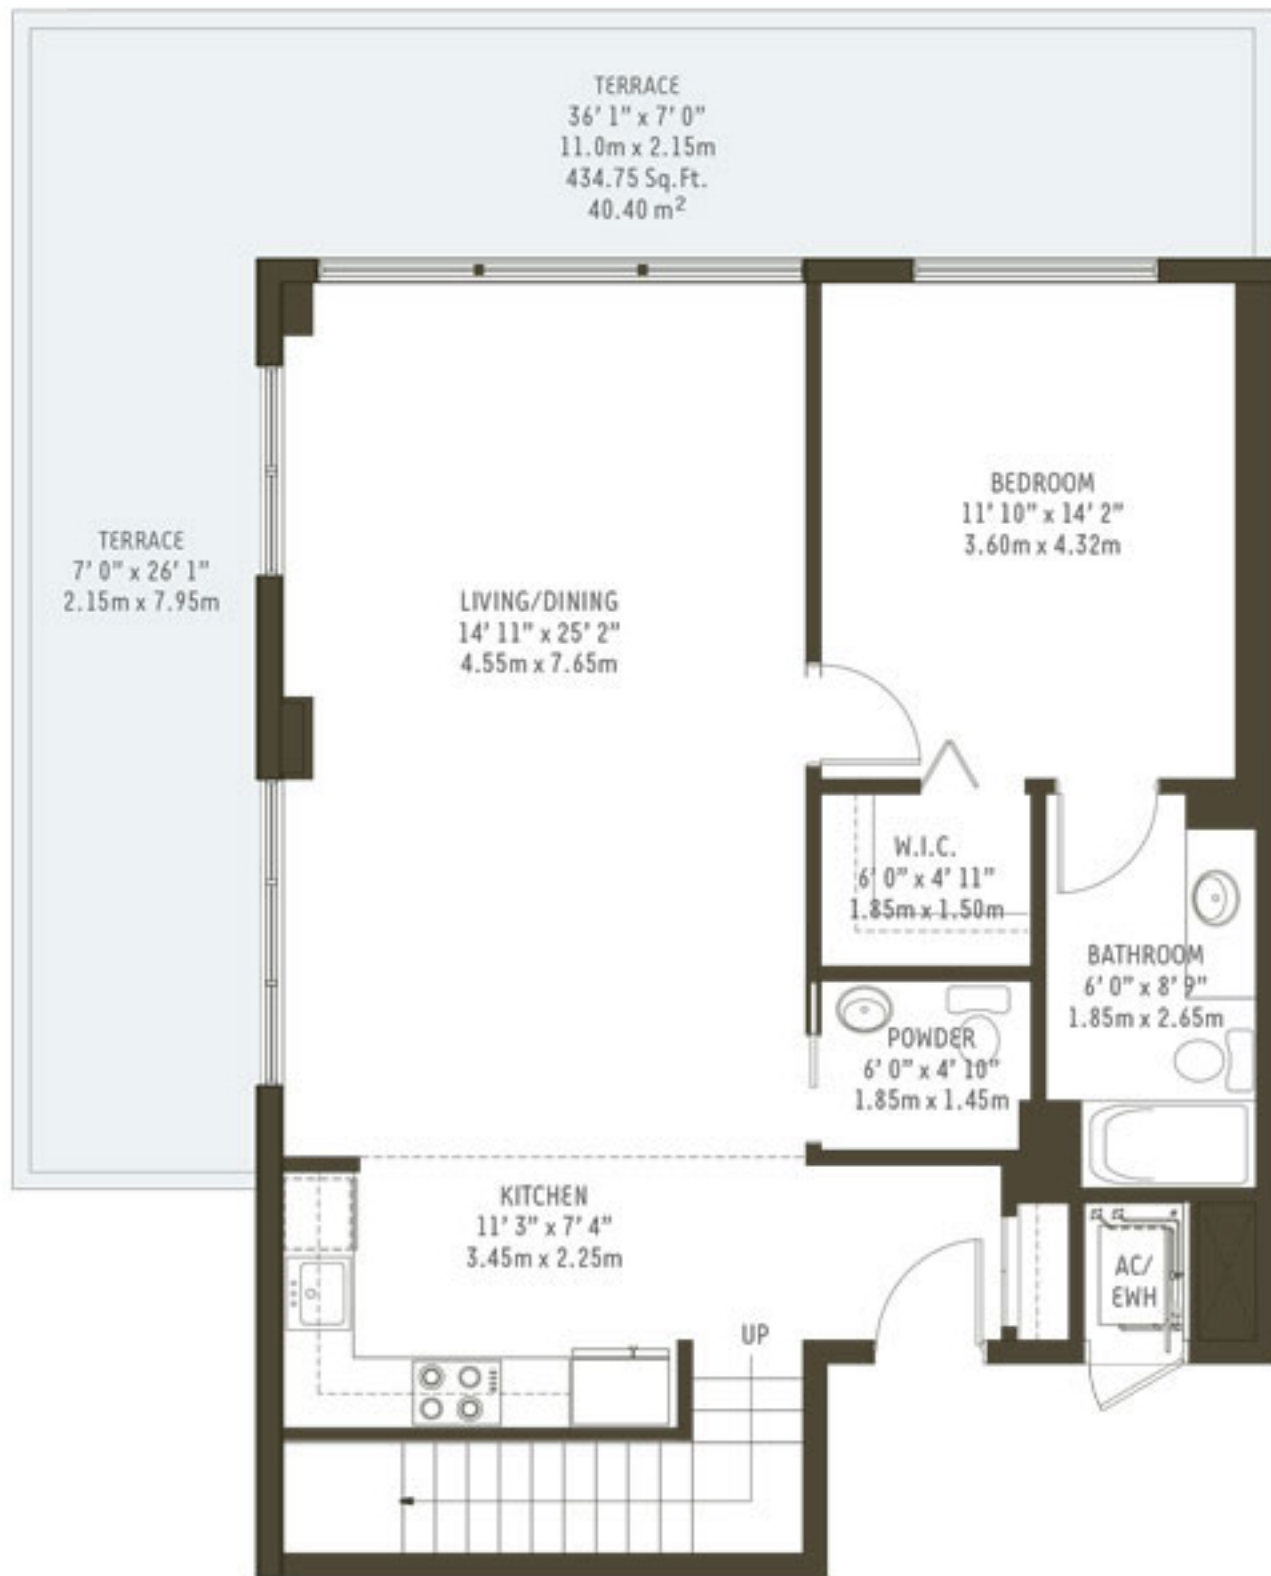 TERRACE
36' 1" x 7' 0"
11.0m x 2.15m
434.75 Sq.Ft.
40.40 m²
BEDROOM
11' 10" x 14' 2"
3.60m x 4.32m
TERRACE
7' 0" x 26' 1"
2.15m x 7.95m
LIVING/DINING
14' 11" x 25' 2"
4.55m x 7.65m
W.I.C.
6' 0" x 4' 11"
1.85m x 1.50m
BATHROOM
6' 0" x 8' 9"
1.85m x 2.65m
POWDER
6' 0" x 4' 10"
1.85m x 1.45m
KITCHEN
11' 3" x 7' 4"
3.45m x 2.25m
AC/
EWH
UP